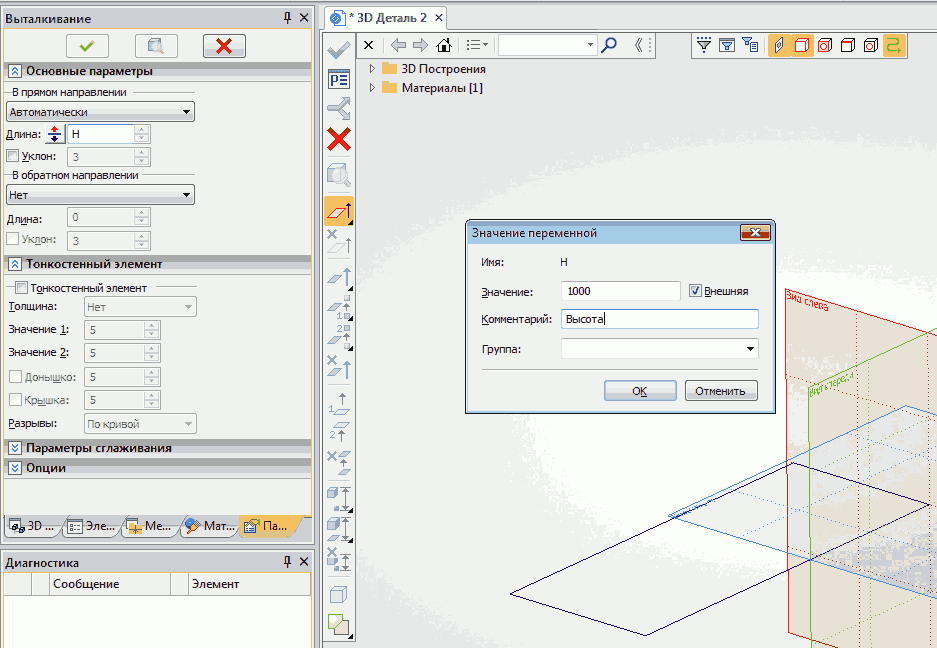 Выталкивание
* 3D Деталь 2
Основные параметры
В прямом направлении
Автоматически
Длина: H
Уклон: 3
В обратном направлении
Нет
Длина: 0
Уклон: 3
Тонкостенный элемент
Тонкостенный элемент
Толщина: Нет
Значение 1: 5
Значение 2: 5
Донышко: 5
Крышка: 5
Разрывы: По кривой
Параметры сглаживания
Опции
3D ... Эле... Ме... Мат... Па...
Диагностика
Сообщение Элемент
3D Построения
Материалы [1]
Значение переменной
Имя: H
Значение: 1000 Внешняя
Комментарий: Высота
Группа:
OK Отменить
Вид слева